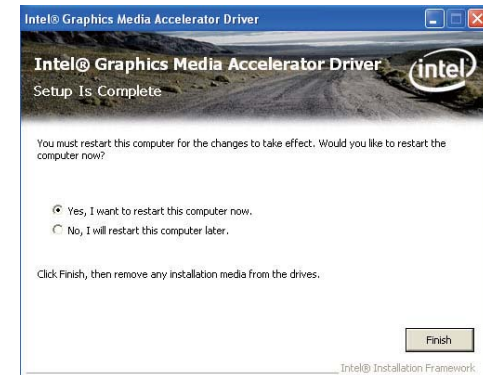 Intel® Graphics Media Accelerator Driver
Intel® Graphics Media Accelerator Driver
intel
Setup Is Complete
You must restart this computer for the changes to take effect. Would you like to restart the
computer now?
Yes, I want to restart this computer now.
No, I will restart this computer later.
Click Finish, then remove any installation media from the drives.
Finish
Intel® Installation Framework